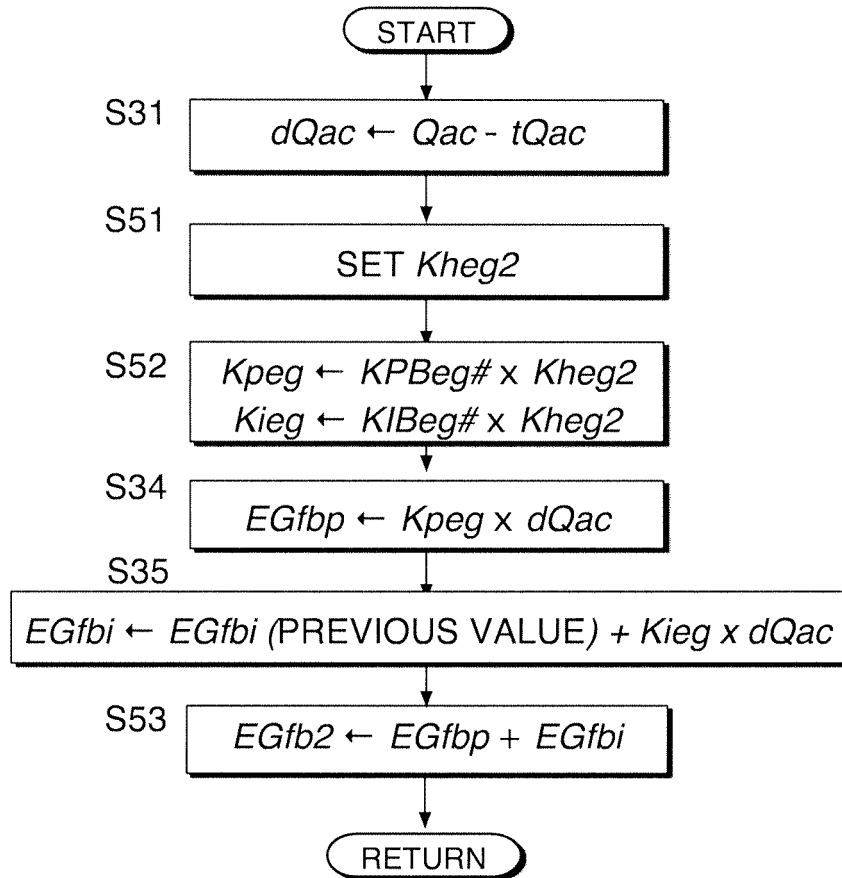 START
S31
dQac ← Qac - tQac
S51
SET Kheg2
S52
Kpeg ← KPBeg# x Kheg2
Kieg ← KIBeg# x Kheg2
S34
EGfbp ← Kpeg x dQac
S35
EGfbi ← EGfbi (PREVIOUS VALUE) + Kieg x dQac
S53
EGfb2 ← EGfbp + EGfbi
RETURN